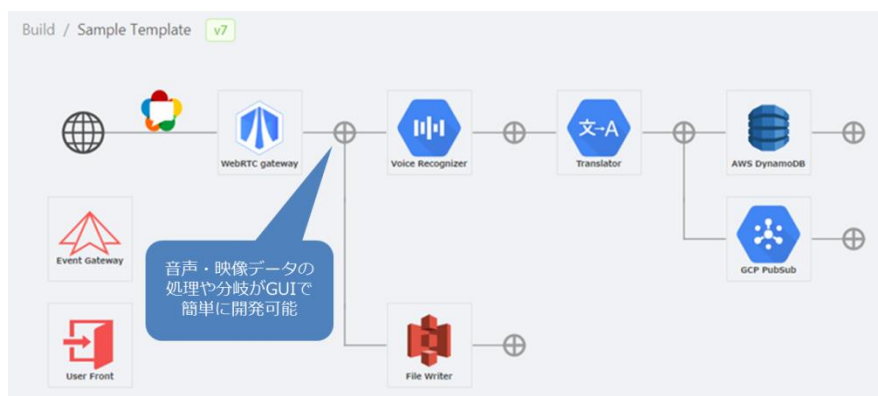 Build / Sample Template v7
WebRTC gateway
Voice Recognizer
文-A
Translator
AWS DynamoDB
Event Gateway
音声・映像データの
処理や分岐がGUIで
簡単に開発可能
GCP PubSub
User Front
File Writer